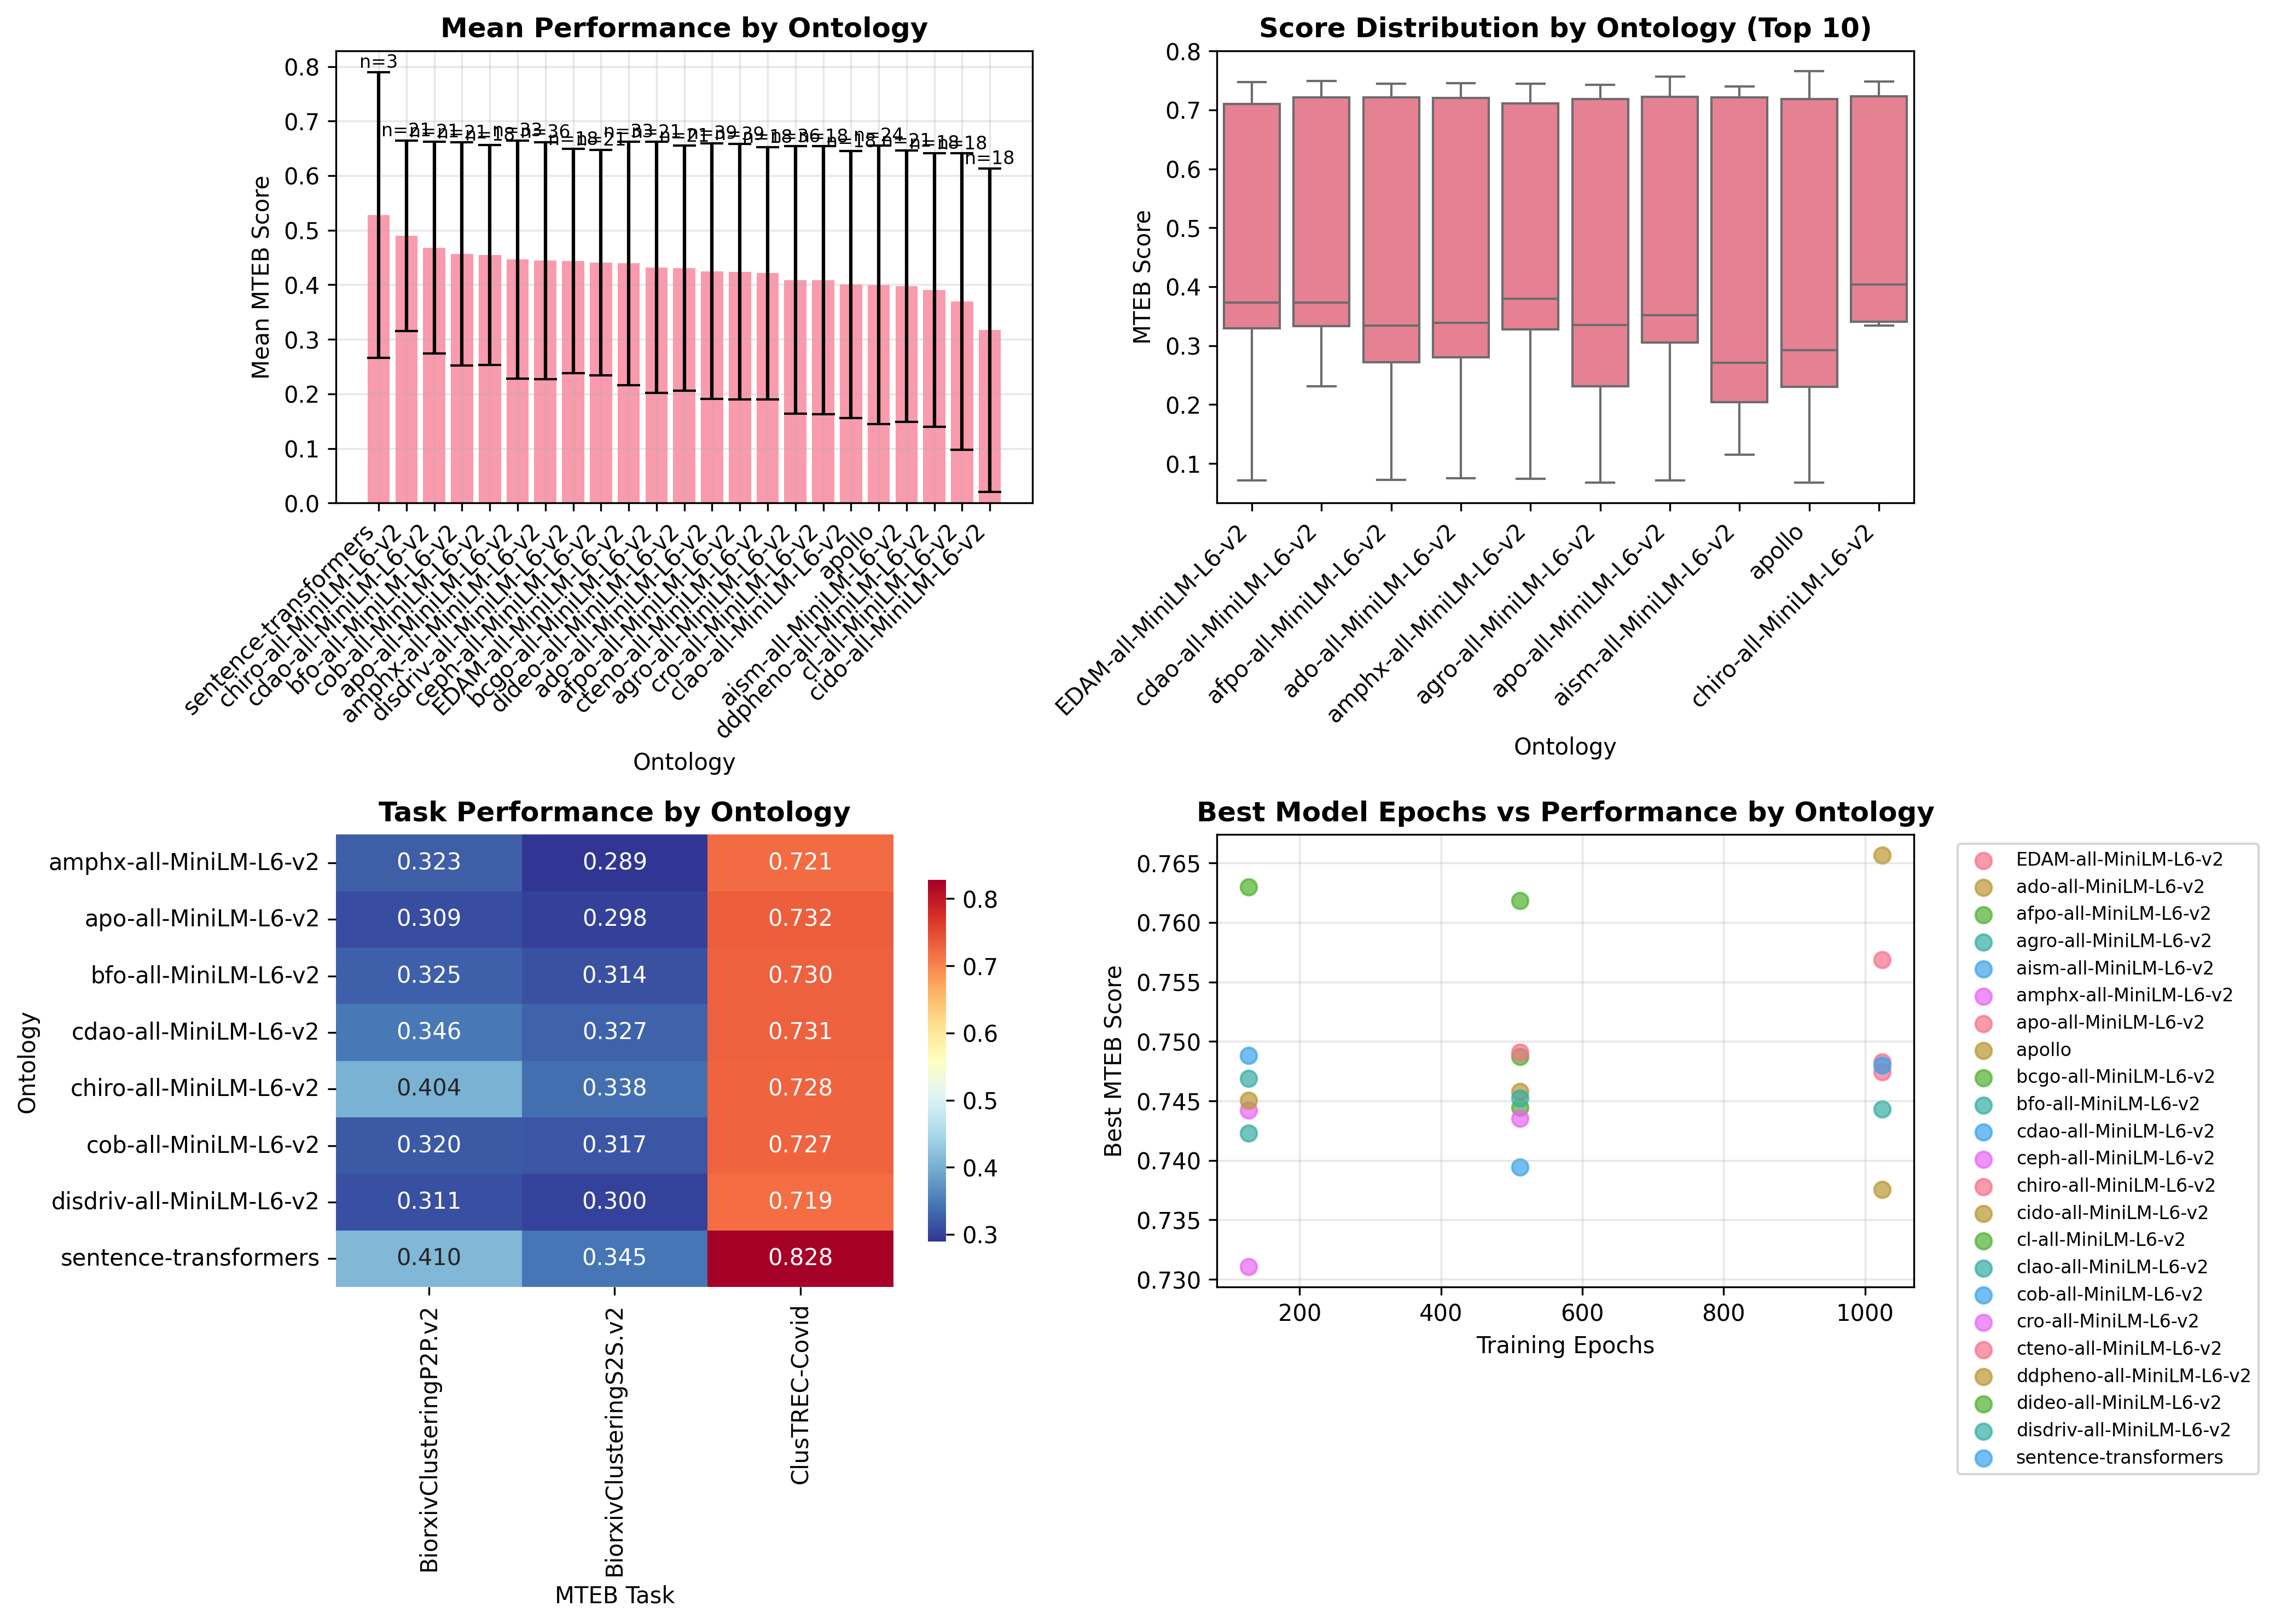 Mean Performance by Ontology
Mean MTEB Score
0.8
0.7
0.6
0.5
0.4
0.3
0.2
0.1
0.0
n=3
n=21
n=21
n=21
n=18
n=33
n=36
n=18
n=21
n=33
n=21
n=21
n=39
n=39
n=18
n=36
n=18
n=18
n=24
n=21
n=18
n=18
n=18
sentence-transformers
chiro-all-MiniLM-L6-v2
cdao-all-MiniLM-L6-v2
bfo-all-MiniLM-L6-v2
cob-all-MiniLM-L6-v2
apo-all-MiniLM-L6-v2
amphx-all-MiniLM-L6-v2
disdriv-all-MiniLM-L6-v2
ceph-all-MiniLM-L6-v2
EDAM-all-MiniLM-L6-v2
bcgo-all-MiniLM-L6-v2
dideo-all-MiniLM-L6-v2
ado-all-MiniLM-L6-v2
afpo-all-MiniLM-L6-v2
cteno-all-MiniLM-L6-v2
agro-all-MiniLM-L6-v2
cro-all-MiniLM-L6-v2
clao-all-MiniLM-L6-v2
apollo
aism-all-MiniLM-L6-v2
ddpheno-all-MiniLM-L6-v2
cl-all-MiniLM-L6-v2
cido-all-MiniLM-L6-v2
Ontology
Score Distribution by Ontology (Top 10)
MTEB Score
0.8
0.7
0.6
0.5
0.4
0.3
0.2
0.1
EDAM-all-MiniLM-L6-v2
cdao-all-MiniLM-L6-v2
afpo-all-MiniLM-L6-v2
ado-all-MiniLM-L6-v2
amphx-all-MiniLM-L6-v2
agro-all-MiniLM-L6-v2
apo-all-MiniLM-L6-v2
aism-all-MiniLM-L6-v2
apollo
chiro-all-MiniLM-L6-v2
Ontology
Task Performance by Ontology
Ontology
amphx-all-MiniLM-L6-v2 0.323 0.289 0.721
apo-all-MiniLM-L6-v2 0.309 0.298 0.732
bfo-all-MiniLM-L6-v2 0.325 0.314 0.730
cdao-all-MiniLM-L6-v2 0.346 0.327 0.731
chiro-all-MiniLM-L6-v2 0.404 0.338 0.728
cob-all-MiniLM-L6-v2 0.320 0.317 0.727
disdriv-all-MiniLM-L6-v2 0.311 0.300 0.719
sentence-transformers 0.410 0.345 0.828
BiorxivClusteringP2P.v2
BiorxivClusteringS2S.v2
ClusTREC-Covid
MTEB Task
0.8
0.7
0.6
0.5
0.4
0.3
Best Model Epochs vs Performance by Ontology
Best MTEB Score
0.765
0.760
0.755
0.750
0.745
0.740
0.735
0.730
200 400 600 800 1000
Training Epochs
EDAM-all-MiniLM-L6-v2
ado-all-MiniLM-L6-v2
afpo-all-MiniLM-L6-v2
agro-all-MiniLM-L6-v2
aism-all-MiniLM-L6-v2
amphx-all-MiniLM-L6-v2
apo-all-MiniLM-L6-v2
apollo
bcgo-all-MiniLM-L6-v2
bfo-all-MiniLM-L6-v2
cdao-all-MiniLM-L6-v2
ceph-all-MiniLM-L6-v2
chiro-all-MiniLM-L6-v2
cido-all-MiniLM-L6-v2
cl-all-MiniLM-L6-v2
clao-all-MiniLM-L6-v2
cob-all-MiniLM-L6-v2
cro-all-MiniLM-L6-v2
cteno-all-MiniLM-L6-v2
ddpheno-all-MiniLM-L6-v2
dideo-all-MiniLM-L6-v2
disdriv-all-MiniLM-L6-v2
sentence-transformers